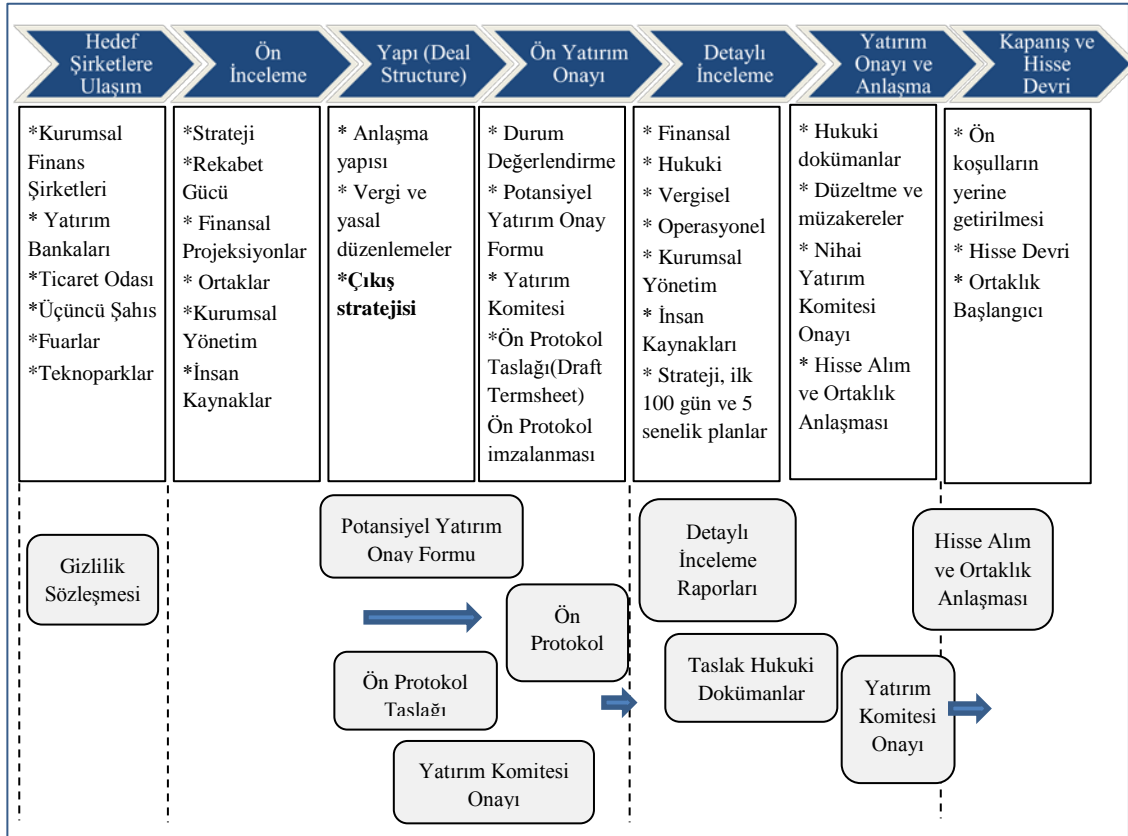 Hedef
Şirketlere
Ulaşım
Ön
İnceleme
Yapı (Deal
Structure)
Ön Yatırım
Onayı
Detaylı
İnceleme
Yatırım
Onayı ve
Anlaşma
Kapanış ve
Hisse
Devri
*Kurumsal
Finans
Şirketleri
* Yatırım
Bankaları
*Ticaret Odası
*Üçüncü Şahıs
*Fuarlar
*Teknoparklar
*Strateji
*Rekabet
Gücü
* Finansal
Projeksiyonlar
* Ortaklar
*Kurumsal
Yönetim
*İnsan
Kaynaklar
* Anlaşma
yapısı
* Vergi ve
yasal
düzenlemeler
*Çıkış
stratejisi
* Durum
Değerlendirme
* Potansiyel
Yatırım Onay
Formu
* Yatırım
Komitesi
*Ön Protokol
Taslağı(Draft
Termsheet)
Ön Protokol
imzalanması
* Finansal
* Hukuki
* Vergisel
* Operasyonel
* Kurumsal
Yönetim
* İnsan
Kaynakları
* Strateji, ilk
100 gün ve 5
senelik planlar
* Hukuki
dokümanlar
* Düzeltme ve
müzakereler
* Nihai
Yatırım
Komitesi
Onayı
* Hisse Alım
ve Ortaklık
Anlaşması
* Ön
koşulların
yerine
getirilmesi
* Hisse Devri
* Ortaklık
Başlangıcı
Gizlilik
Sözleşmesi
Potansiyel Yatırım
Onay Formu
Ön
Protokol
Ön Protokol
Taslağı
Yatırım Komitesi
Onayı
Detaylı
İnceleme
Raporları
Taslak Hukuki
Dokümanlar
Yatırım
Komitesi
Onayı
Hisse Alım
ve Ortaklık
Anlaşması